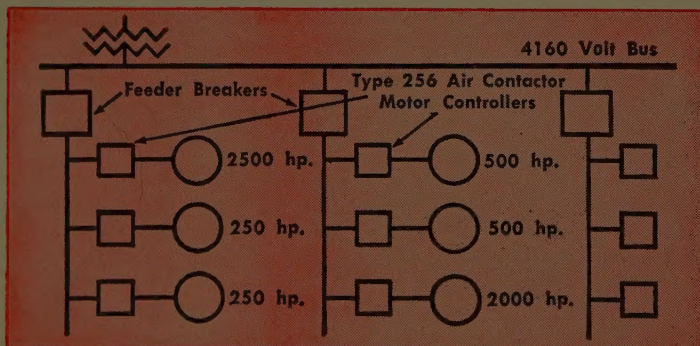 4160 Volt Bus
Feeder Breakers
Type 256 Air Contactor
Motor Controllers
2500 hp.
500 hp.
250 hp.
500 hp.
250 hp.
2000 hp.